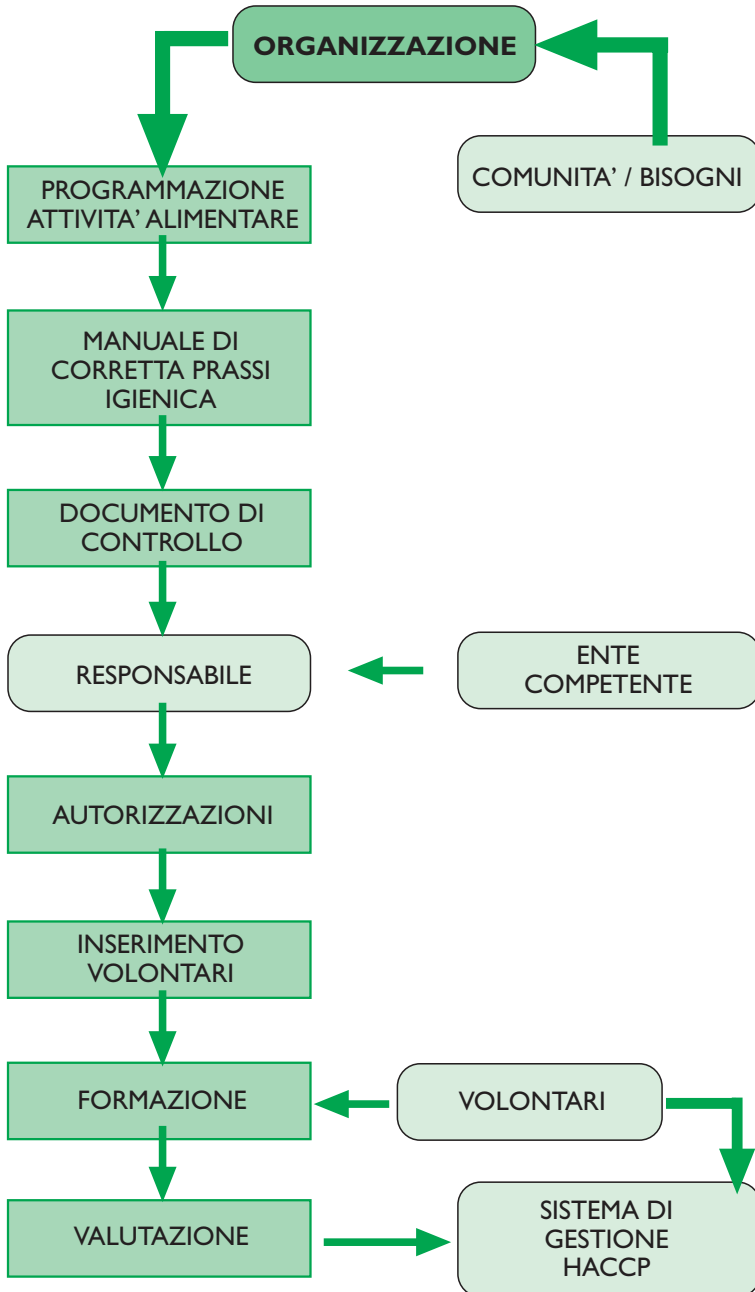 ORGANIZZAZIONE
COMUNITA’ / BISOGNI
PROGRAMMAZIONE
ATTIVITA’ ALIMENTARE
MANUALE DI
CORRETTA PRASSI
IGIENICA
DOCUMENTO DI
CONTROLLO
RESPONSABILE
ENTE
COMPETENTE
AUTORIZZAZIONI
INSERIMENTO
VOLONTARI
FORMAZIONE
VOLONTARI
VALUTAZIONE
SISTEMA DI
GESTIONE
HACCP